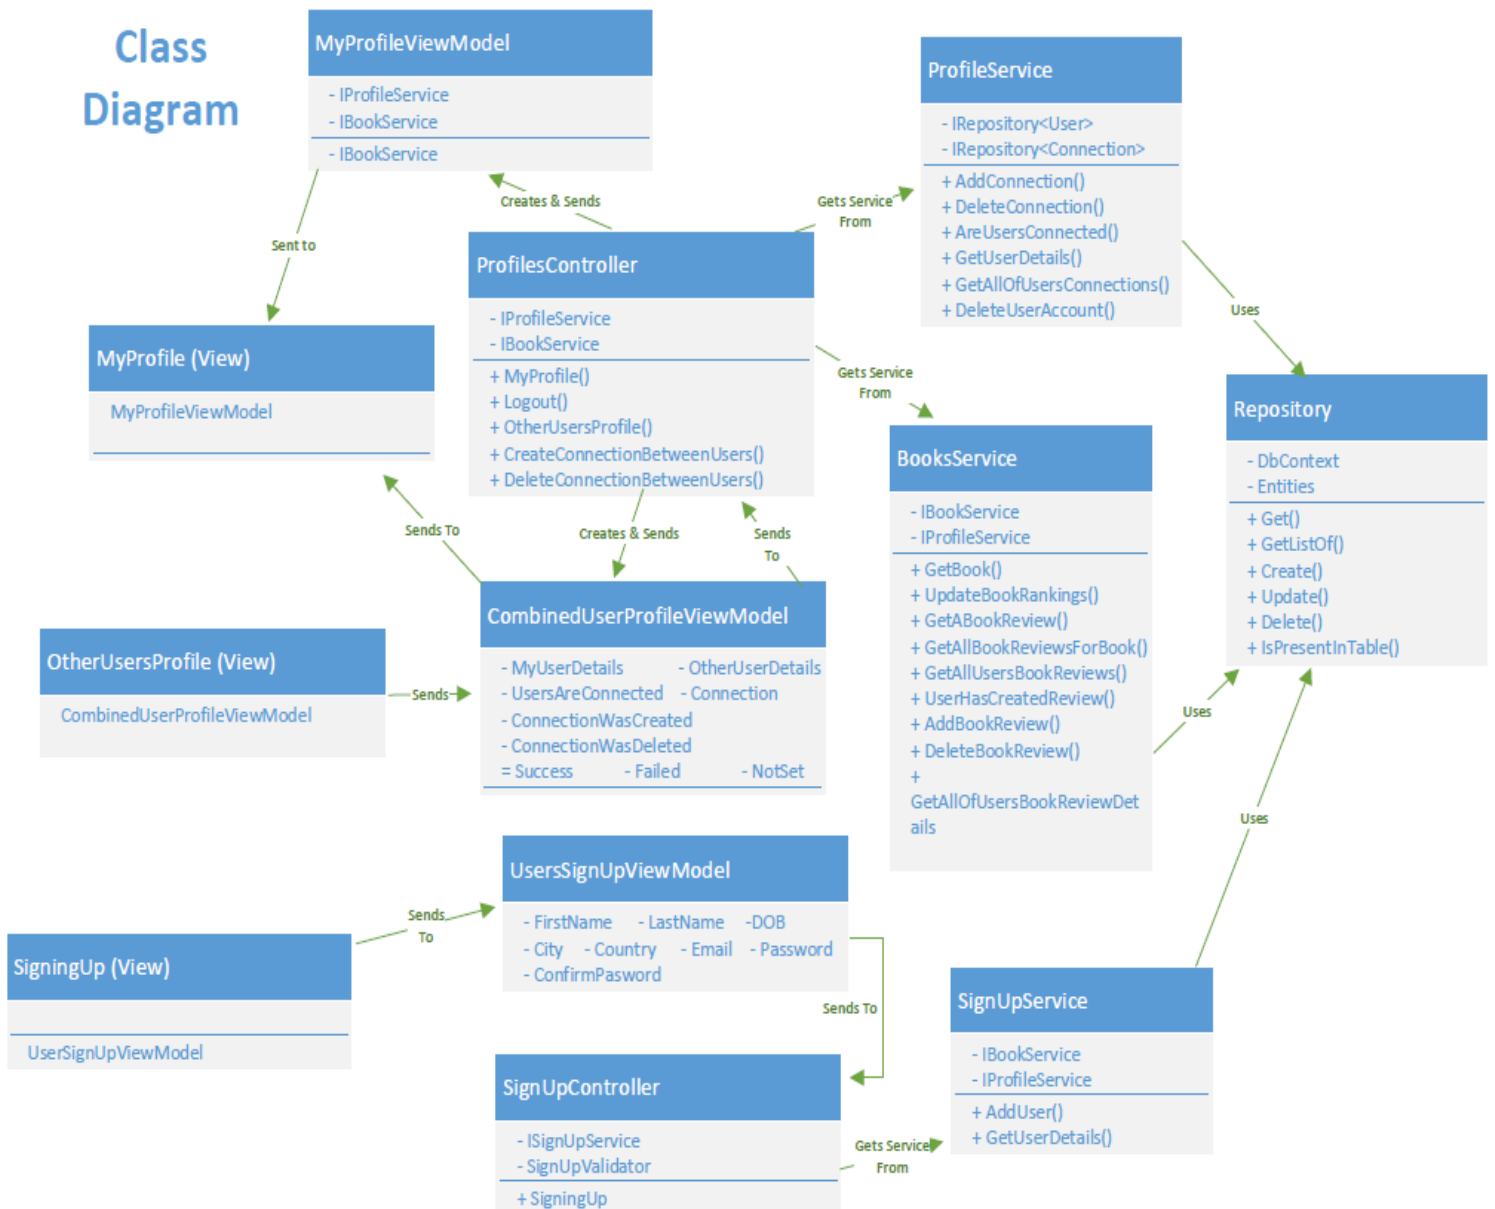 Class
Diagram
MyProfileViewModel
- IProfileService
- IBookService
- IBookService
ProfileService
- IRepository<User>
- IRepository<Connection>
+ AddConnection()
+ DeleteConnection()
+ AreUsersConnected()
+ GetUserDetails()
+ GetAllOfUsersConnections()
+ DeleteUserAccount()
Creates & Sends
Gets Service
From
Sent to
ProfilesController
- IProfileService
- IBookService
+ MyProfile()
+ Logout()
+ OtherUsersProfile()
+ CreateConnectionBetweenUsers()
+ DeleteConnectionBetweenUsers()
Uses
MyProfile (View)
MyProfileViewModel
Gets Service
From
Repository
- DbContext
- Entities
+ Get()
+ GetListOf()
+ Create()
+ Update()
+ Delete()
+ IsPresentInTable()
BooksService
- IBookService
- IProfileService
+ GetBook()
+ UpdateBookRankings()
+ GetABookReview()
+ GetAllBookReviewsForBook()
+ GetAllUsersBookReviews()
+ UserHasCreatedReview()
+ AddBookReview()
+ DeleteBookReview()
+
GetAllOfUsersBookReviewDet
ails
Sends To
Creates & Sends
Sends
To
CombinedUserProfileViewModel
- MyUserDetails - OtherUserDetails
- UsersAreConnected - Connection
- ConnectionWasCreated
- ConnectionWasDeleted
= Success - Failed - NotSet
OtherUsersProfile (View)
CombinedUserProfileViewModel
Sends
Uses
Uses
UsersSignUpViewModel
- FirstName - LastName -DOB
- City - Country - Email - Password
- ConfirmPasword
Sends
To
SigningUp (View)
UserSignUpViewModel
Sends To
SignUpService
- IBookService
- IProfileService
+ AddUser()
+ GetUserDetails()
SignUpController
- ISignUpService
- SignUpValidator
+ SigningUp
Gets Service
From